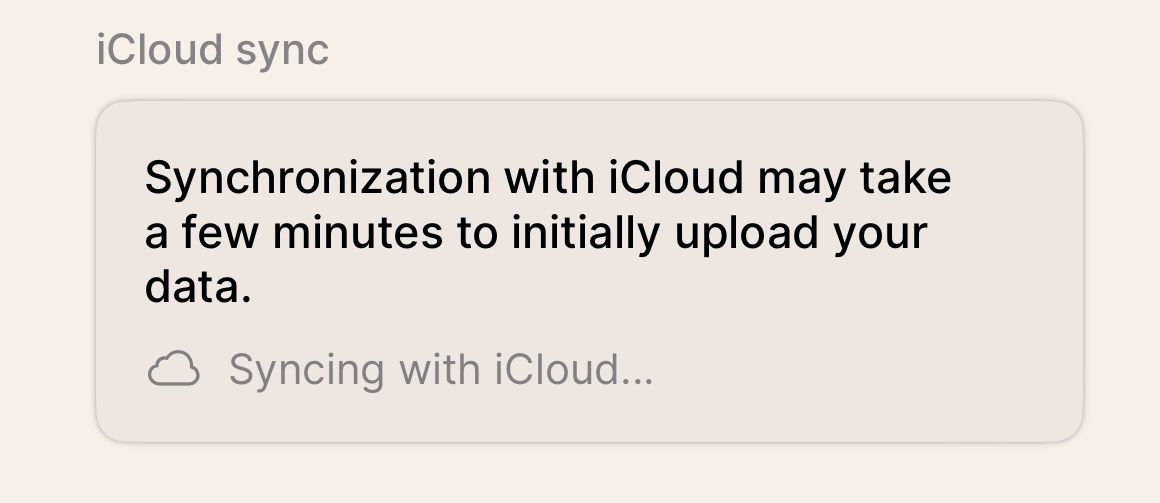 iCloud sync
Synchronization with iCloud may take
a few minutes to initially upload your
data.
Syncing with iCloud...